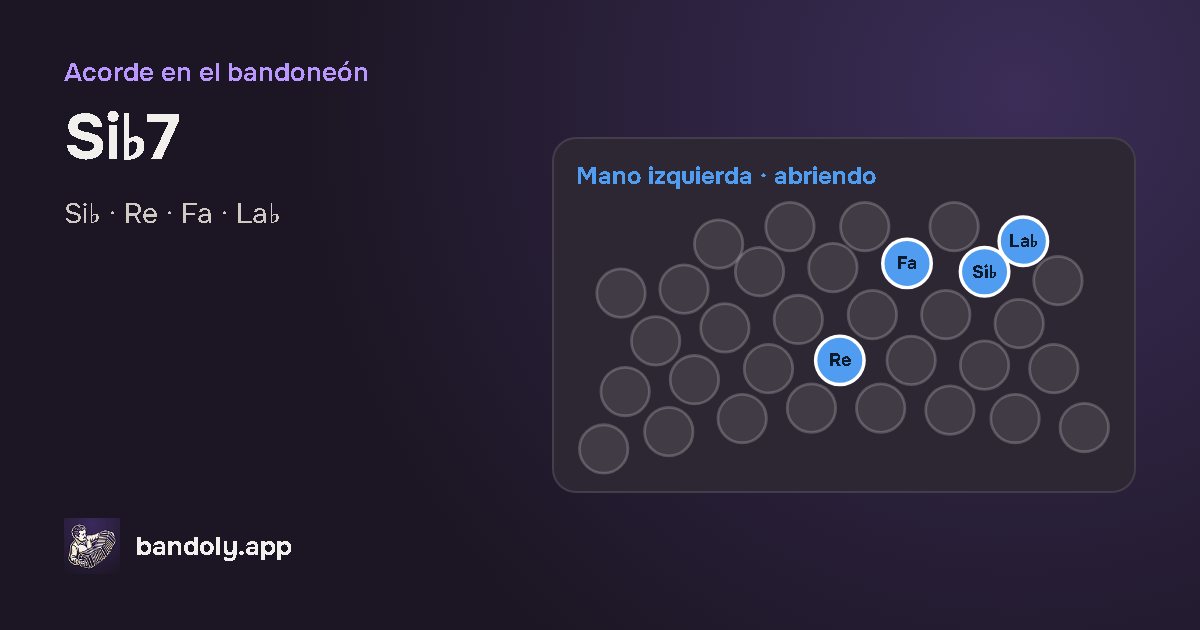 Acorde en el bandoneón
Si♭7
Si♭ · Re · Fa · La♭
Mano izquierda · abriendo
La♭
Fa
Si♭
Re
bandoly.app